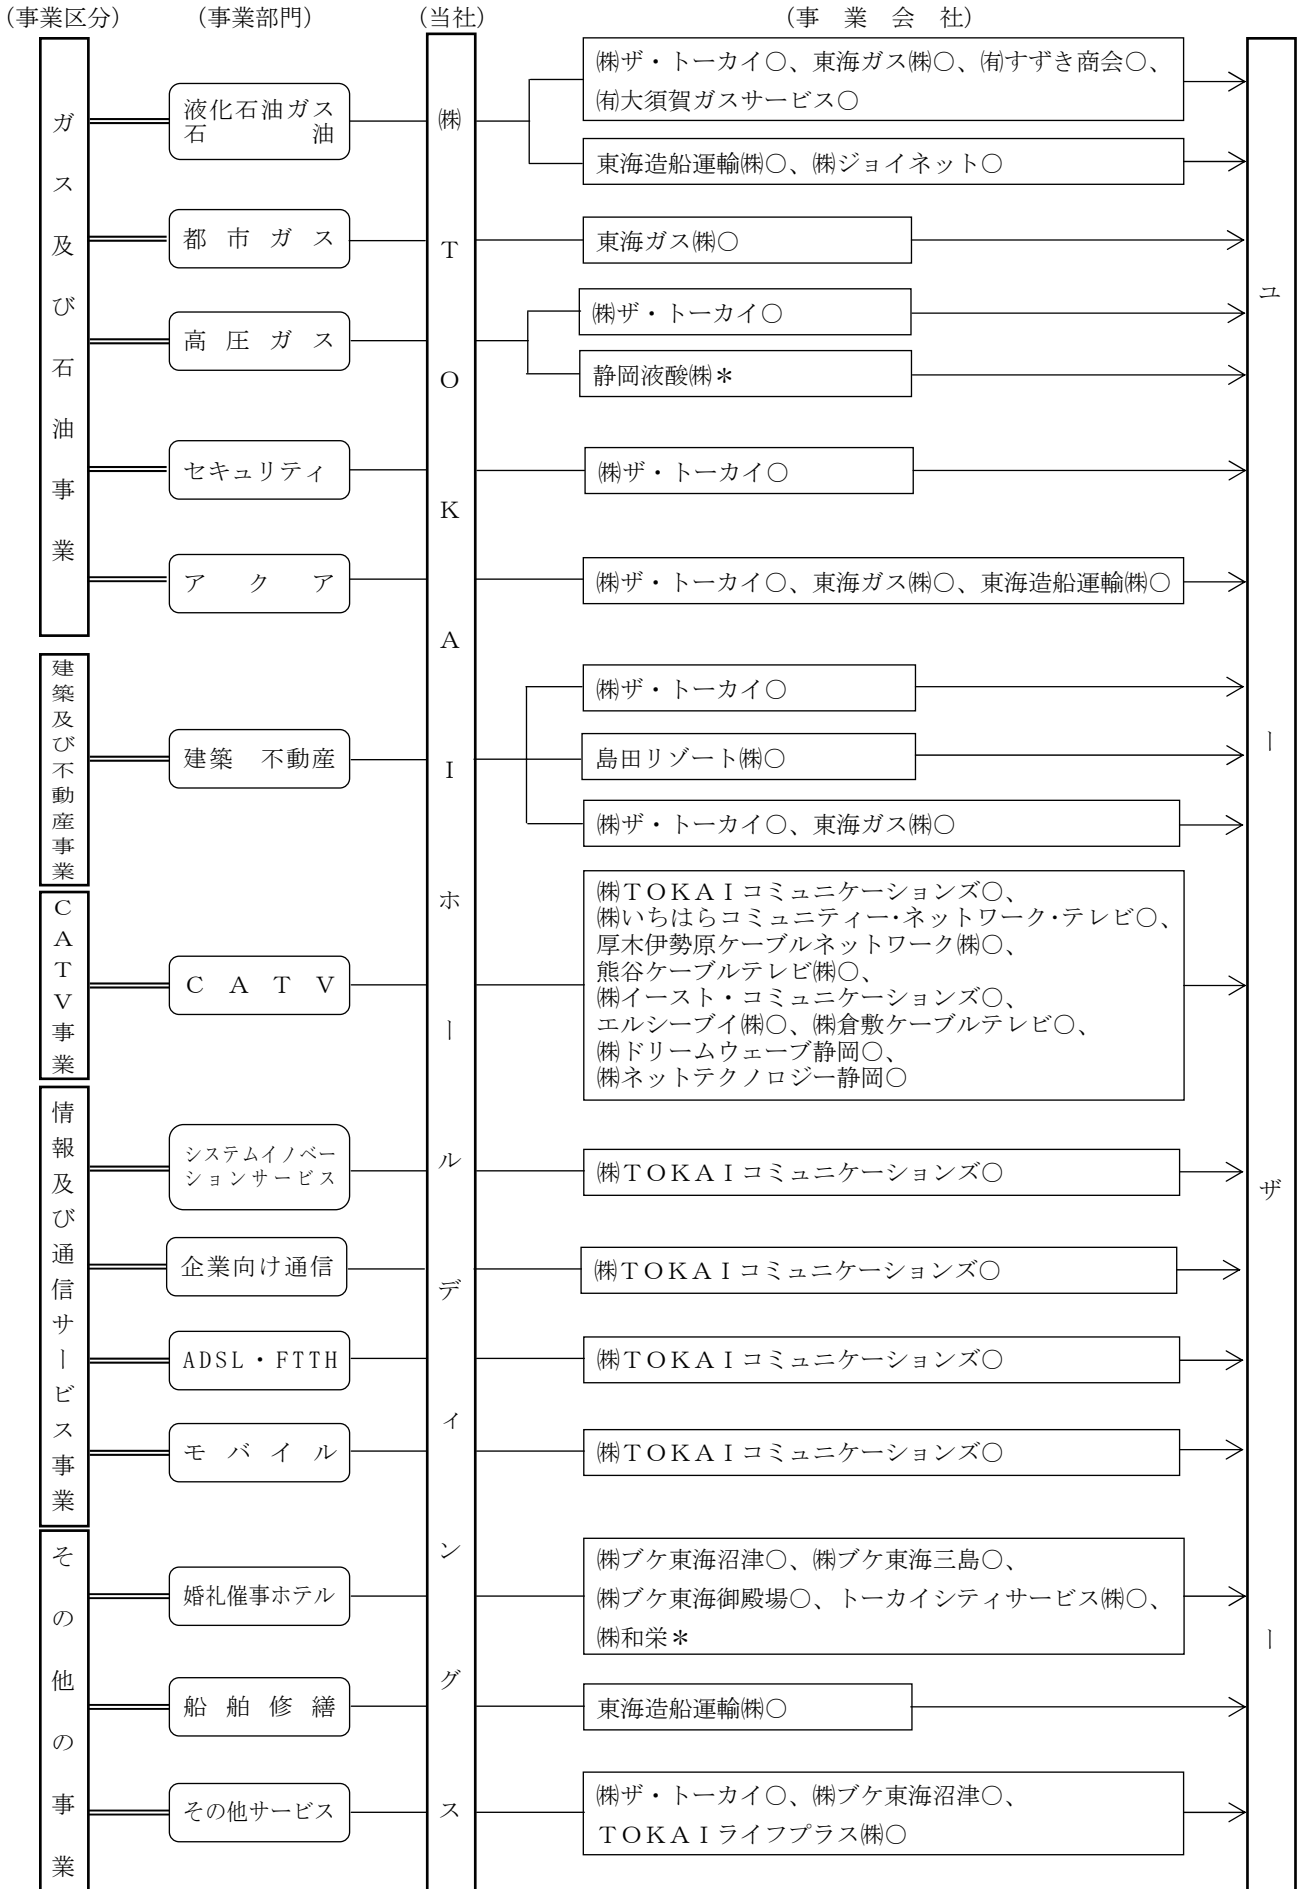 （事業区分）
（事業部門）
（当社）
（事　業　会　社）
ガス及び石油事業
液化石油ガス
石　　　　油
㈱ザ・トーカイ○、東海ガス㈱○、㈲すずき商会○、
㈲大須賀ガスサービス○
東海造船運輸㈱○、㈱ジョイネット○
都　市　ガ　ス
東海ガス㈱○
高　圧　ガ　ス
㈱ザ・トーカイ○
静岡液酸㈱＊
セキュリティ
㈱ザ・トーカイ○
ア　ク　ア
㈱ザ・トーカイ○、東海ガス㈱○、東海造船運輸㈱○
建築及び不動産事業
建築　不動産
㈱ザ・トーカイ○
島田リゾート㈱○
㈱ザ・トーカイ○、東海ガス㈱○
ＣＡＴＶ事業
Ｃ　Ａ　Ｔ　Ｖ
㈱ＴＯＫＡＩコミュニケーションズ○、
㈱いちはらコミュニティー・ネットワーク・テレビ○、
厚木伊勢原ケーブルネットワーク㈱○、
熊谷ケーブルテレビ㈱○、
㈱イースト・コミュニケーションズ○、
エルシーブイ㈱○、㈱倉敷ケーブルテレビ○、
㈱ドリームウェーブ静岡○、
㈱ネットテクノロジー静岡○
情報及び通信サービス事業
システムイノベー
ションサービス
㈱ＴＯＫＡＩコミュニケーションズ○
企業向け通信
㈱ＴＯＫＡＩコミュニケーションズ○
ADSL・FTTH
㈱ＴＯＫＡＩコミュニケーションズ○
モ　バ　イ　ル
㈱ＴＯＫＡＩコミュニケーションズ○
その他の事業
婚礼催事ホテル
㈱ブケ東海沼津○、㈱ブケ東海三島○、
㈱ブケ東海御殿場○、トーカイシティサービス㈱○、
㈱和栄＊
船　舶　修　繕
東海造船運輸㈱○
その他サービス
㈱ザ・トーカイ○、㈱ブケ東海沼津○、
ＴＯＫＡＩライフプラス㈱○
㈱ＴＯＫＡＩホールディングス
ユーザー